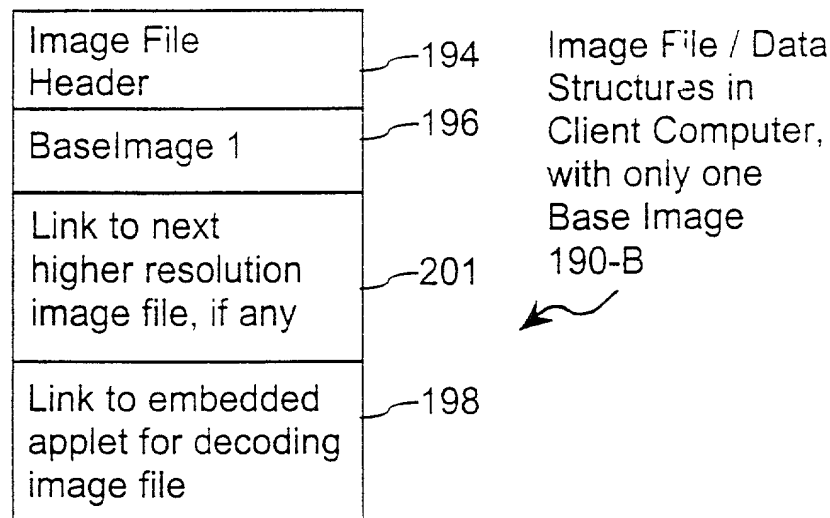 Image File
Header
194
BaseImage 1
196
Link to next
higher resolution
image file, if any
201
Link to embedded
applet for decoding
image file
198
Image File / Data
Structures in
Client Computer,
with only one
Base Image
190-B